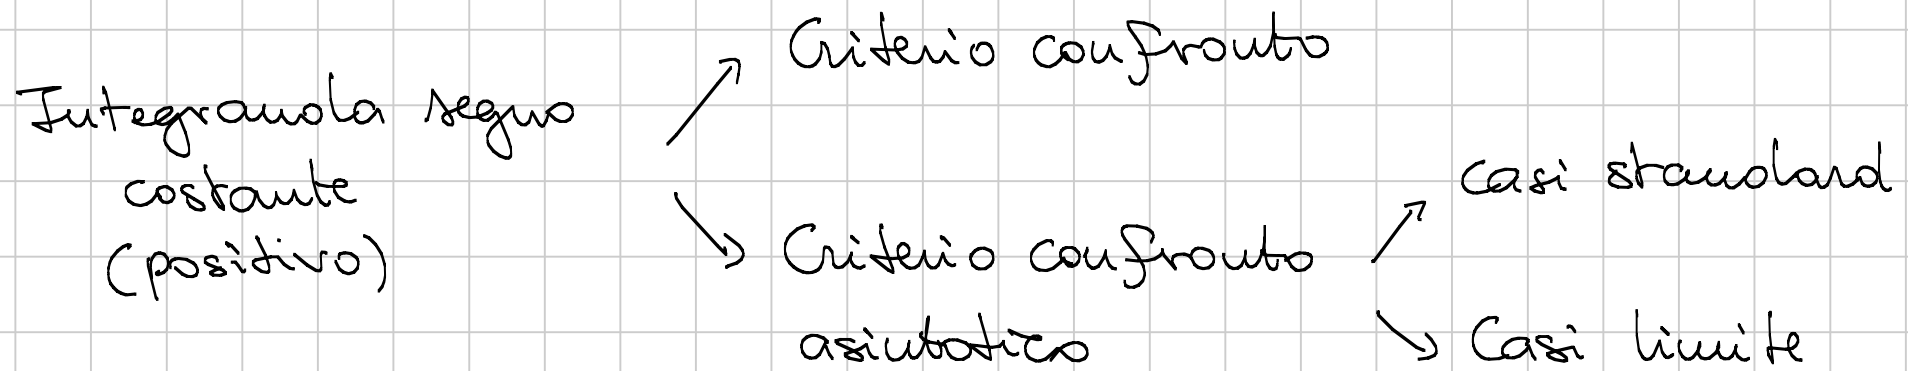 Criterio confronto
Integranda segno
costante
(positivo)
Criterio confronto
asintotico
Casi standard
Casi limite